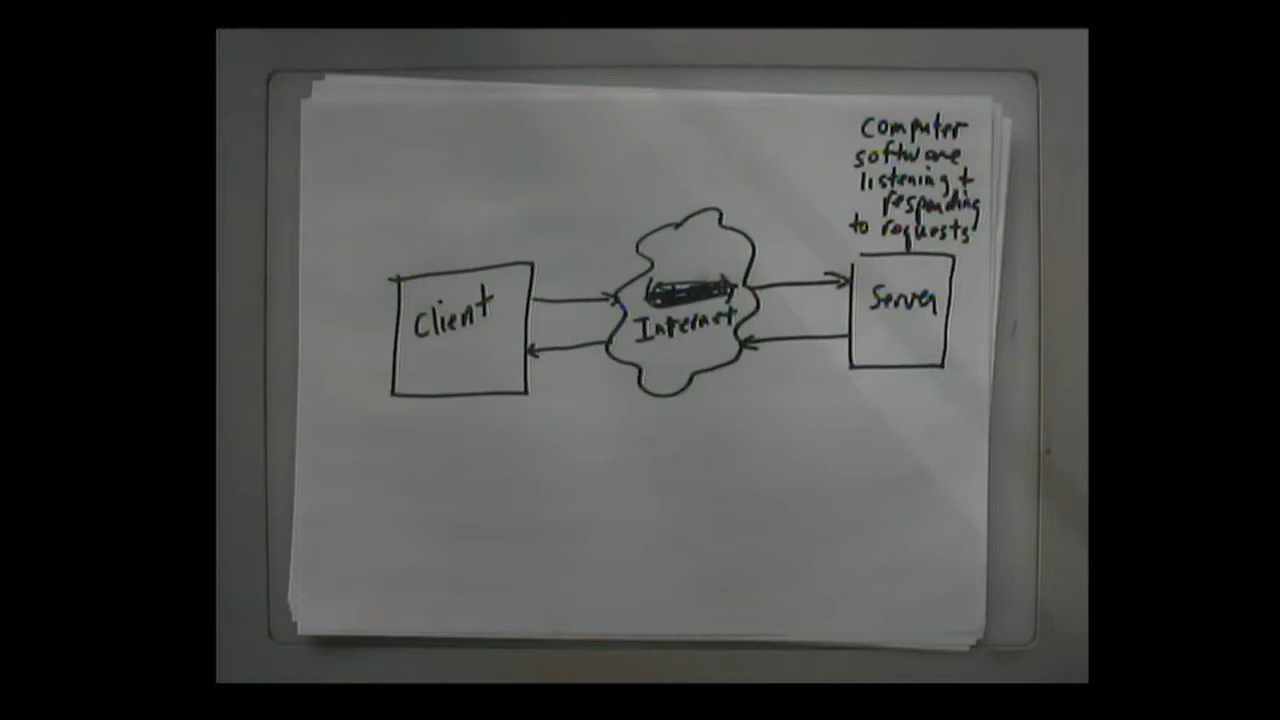 Computer
software
listening +
responding
to requests
Client
Internet
Server